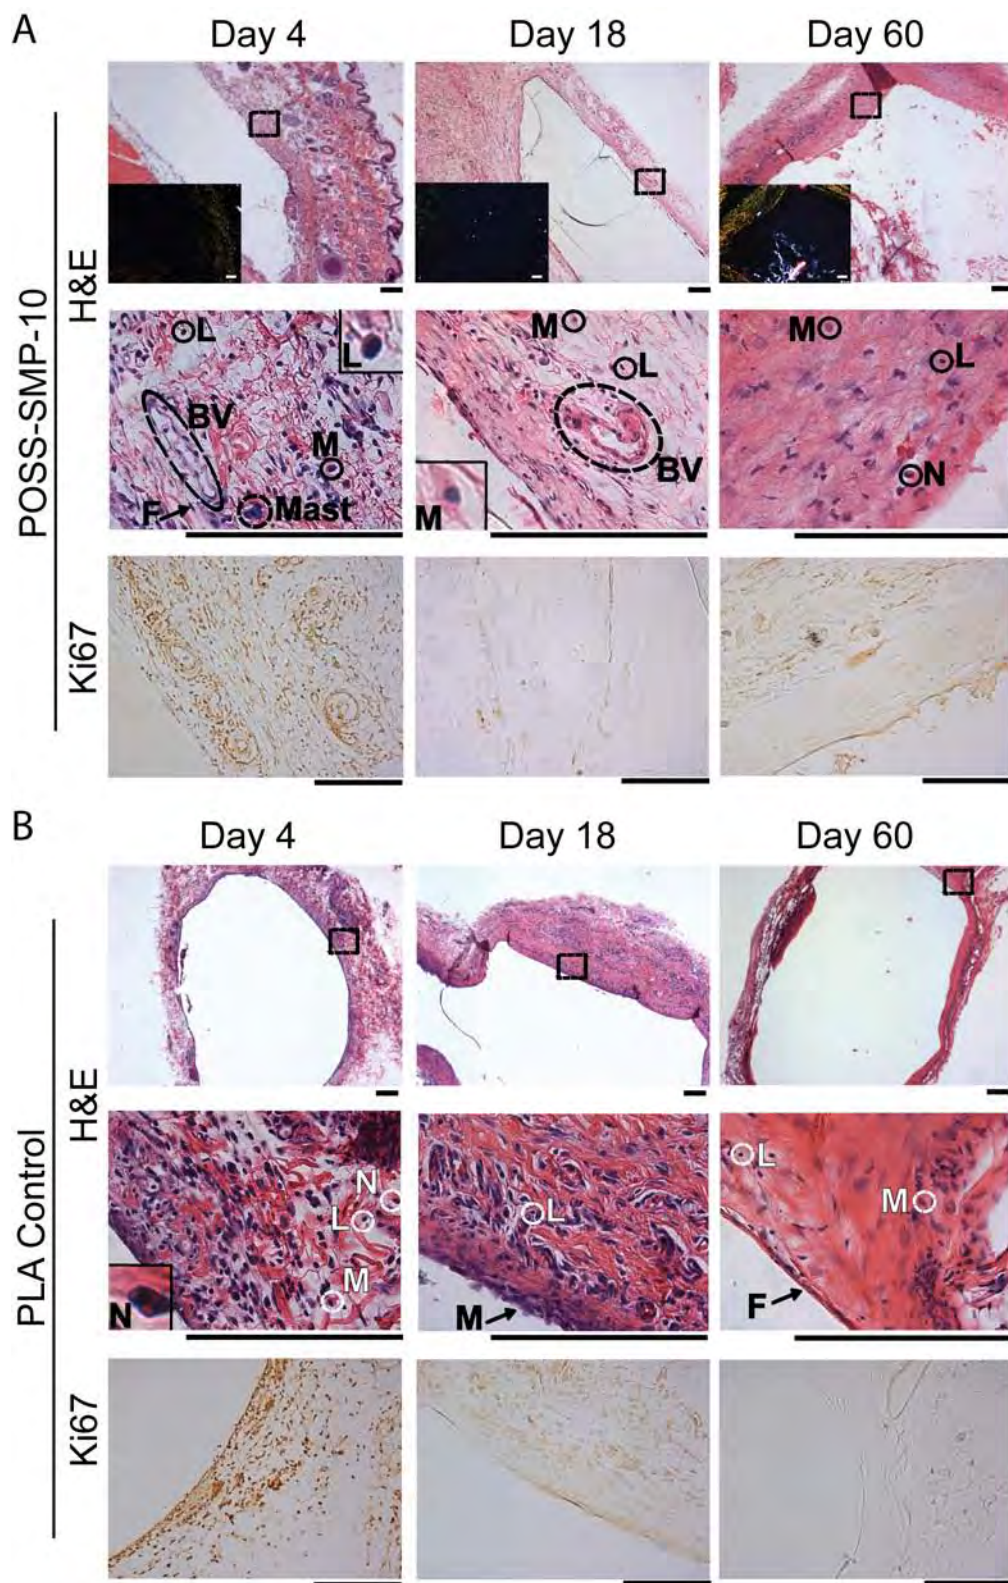 A
Day 4 Day 18 Day 60
POSS-SMP-10
H&E
L L
BV
M
F Mast
M
L
BV
M
M
L
N
Ki67
B
Day 4 Day 18 Day 60
PLA Control
H&E
N
L
M
N
L
M
L
M
F
Ki67